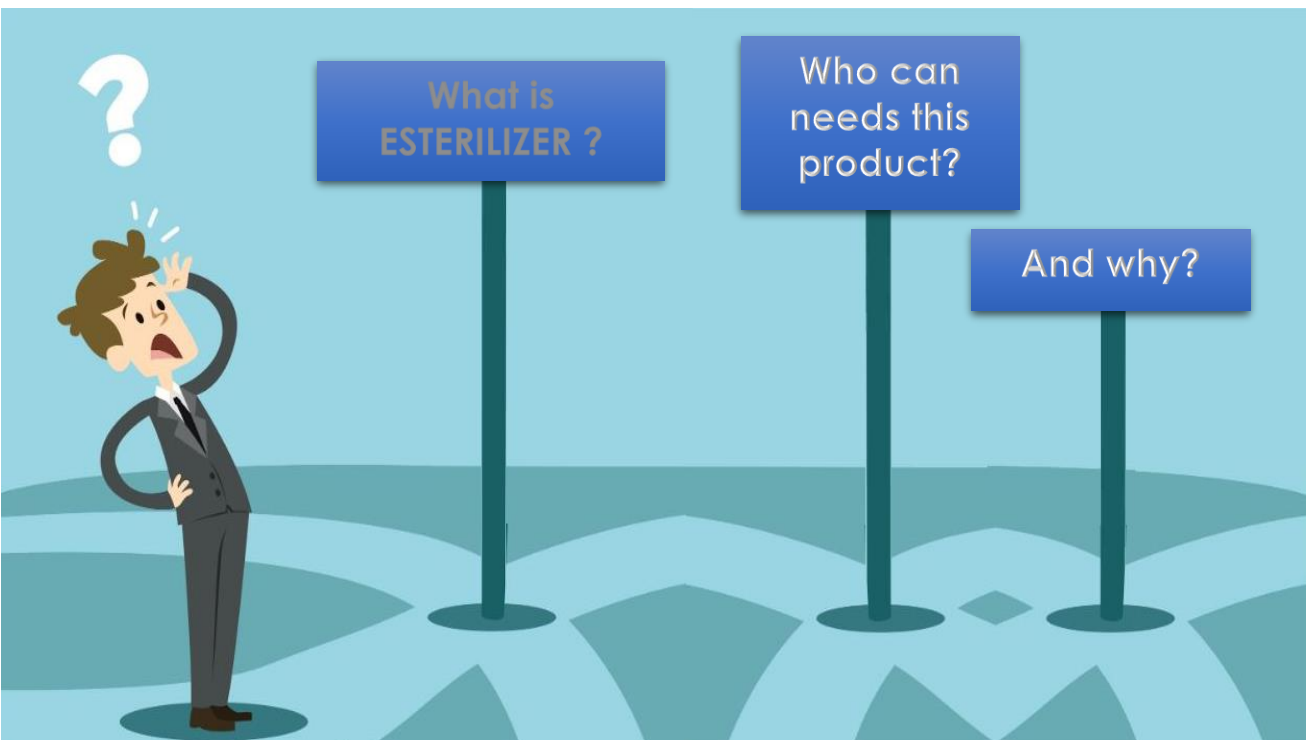 ?
What is
ESTERILIZER ?
Who can
needs this
product?
And why?